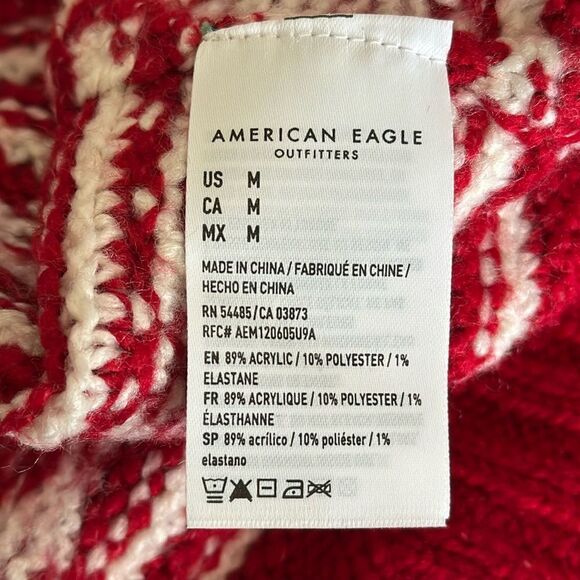 AMERICAN EAGLE
OUTFITTERS
US M
CA M
MX M
MADE IN CHINA / FABRIQUÉ EN CHINE /
HECHO EN CHINA
RN 54485/CA 03873
RFC# AEM120605U9A
EN 89% ACRYLIC / 10% POLYESTER / 1%
ELASTANE
FR 89% ACRYLIQUE / 10% POLYESTER / 1%
ÉLASTHANNE
SP 89% acrílico / 10% poliéster / 1%
elastano